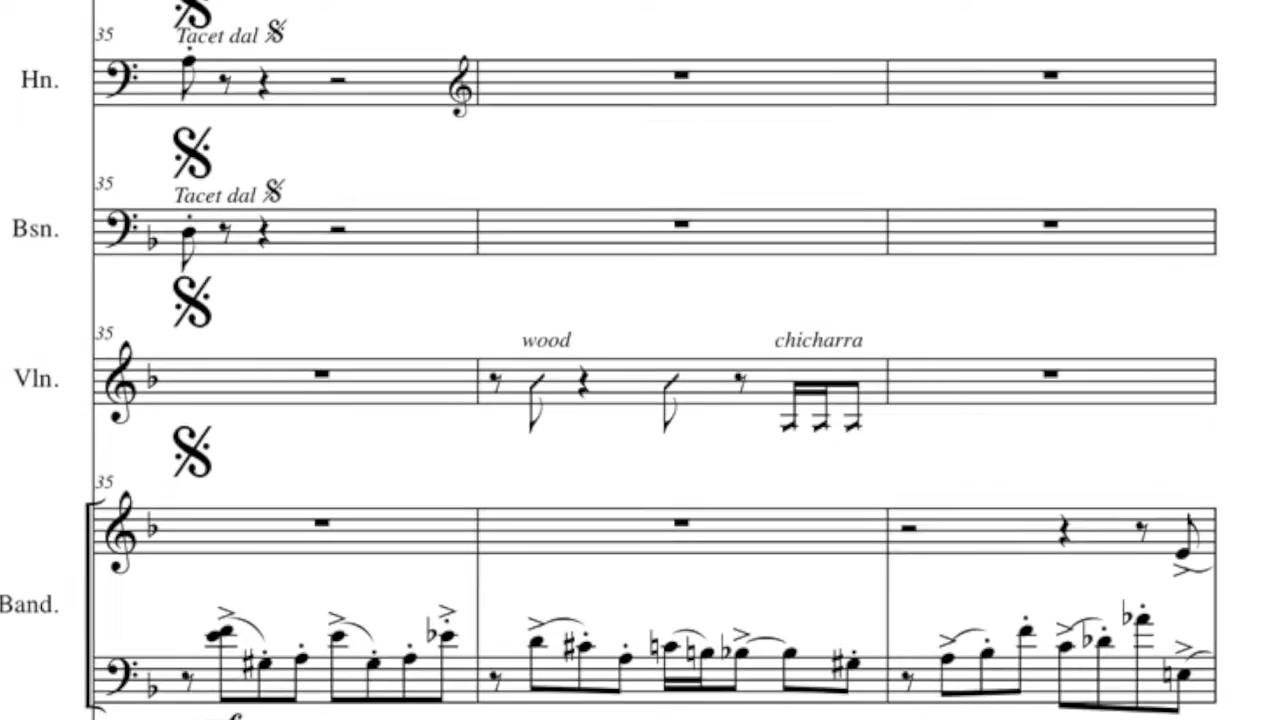 35
Tacet dal 𝄋
Hn.
35
Tacet dal 𝄋
Bsn.
35
wood chicharra
Vln.
35
Band.